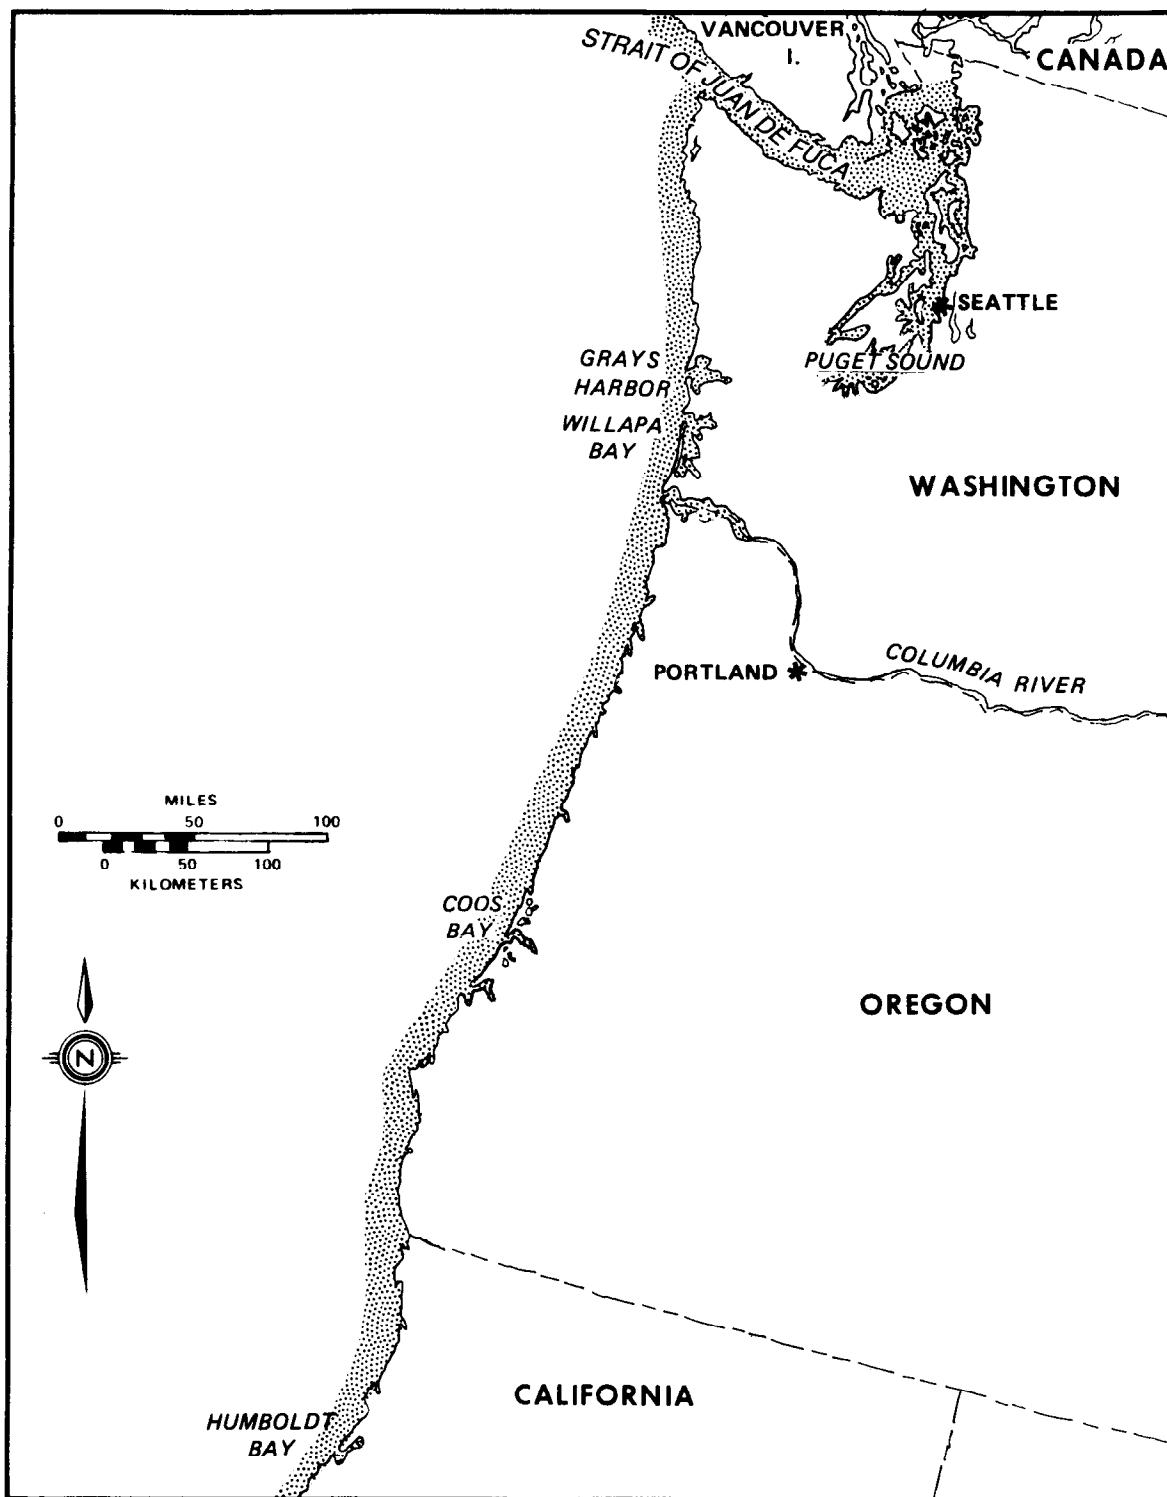 VANCOUVER
I.
CANADA
STRAIT OF JUAN DE FUCA
SEATTLE
PUGET SOUND
GRAYS
HARBOR
WILLAPA
BAY
WASHINGTON
COLUMBIA RIVER
PORTLAND
MILES
0 50 100
0 50 100
KILOMETERS
COOS
BAY
OREGON
N
CALIFORNIA
HUMBOLDT
BAY